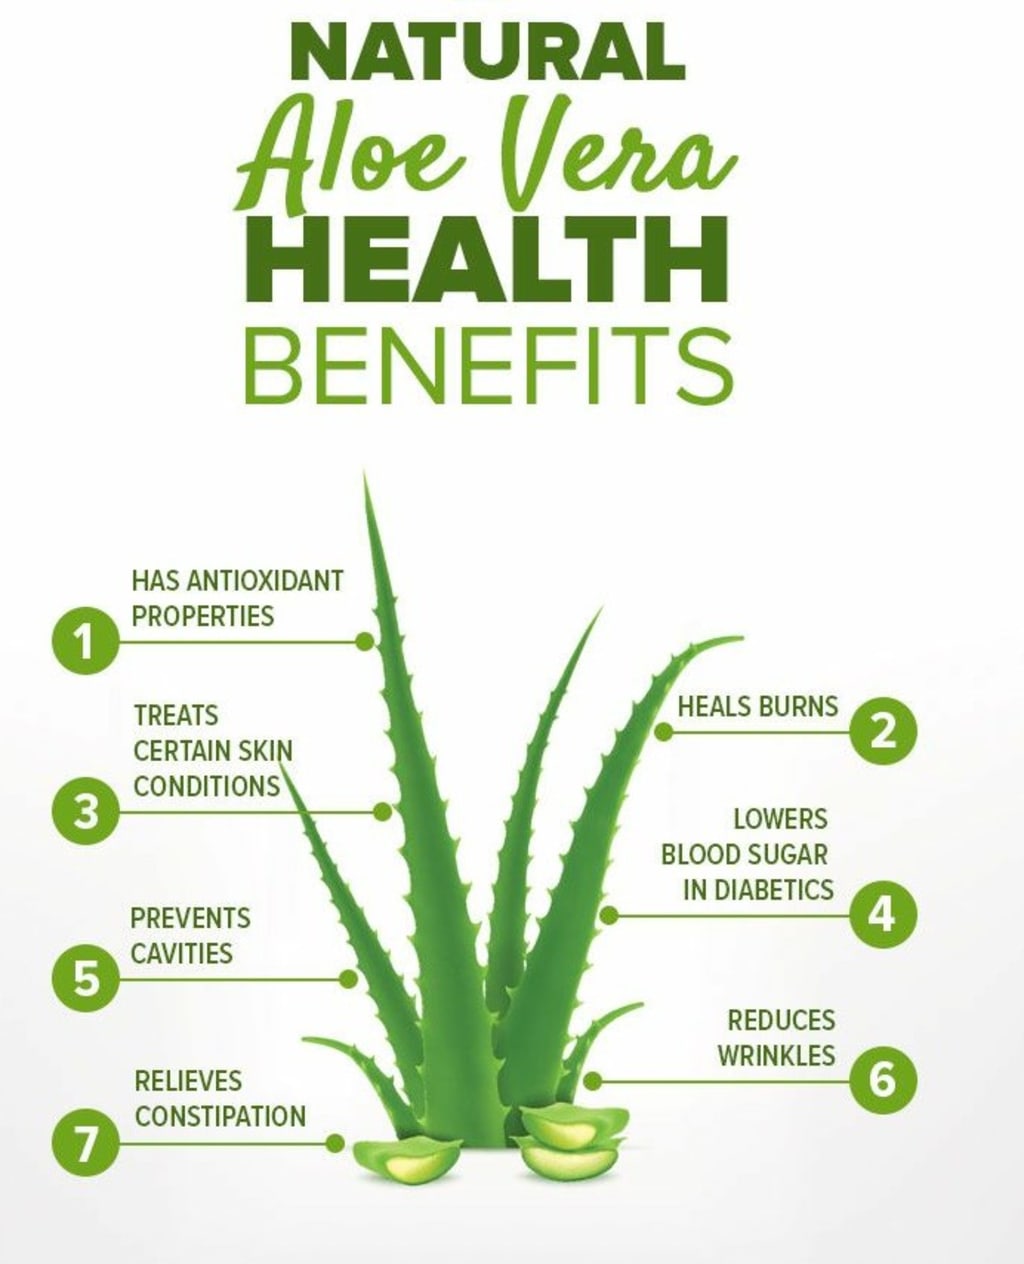 NATURAL
Aloe Vera
HEALTH
BENEFITS
HAS ANTIOXIDANT
PROPERTIES
1
HEALS BURNS
2
TREATS
CERTAIN SKIN
CONDITIONS
3
LOWERS
BLOOD SUGAR
IN DIABETICS
4
PREVENTS
CAVITIES
5
REDUCES
WRINKLES
6
RELIEVES
CONSTIPATION
7